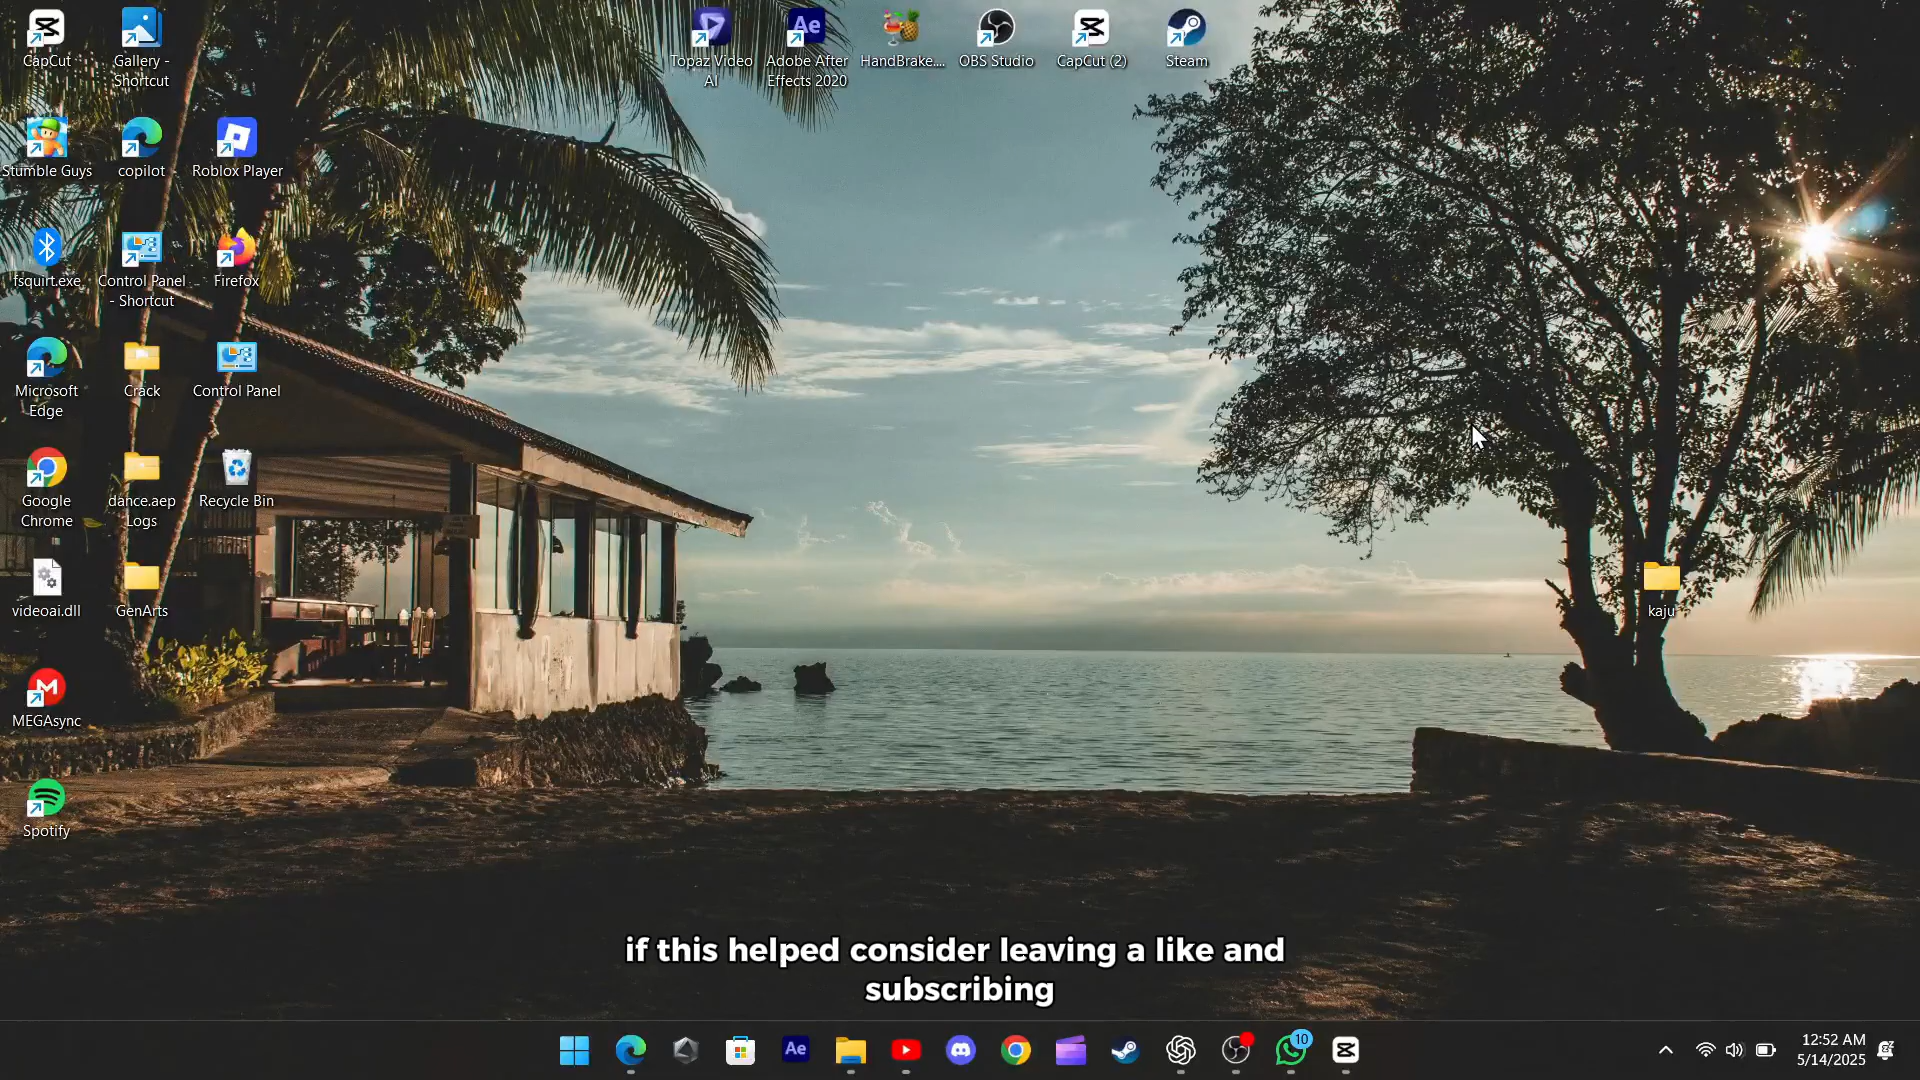 CapCut
Gallery -
Shortcut
Topaz Video
AI
Adobe After
Effects 2020
HandBrake....
OBS Studio
CapCut (2)
Steam
Stumble Guys
copilot
Roblox Player
fsquirt.exe
Control Panel
- Shortcut
Firefox
Microsoft
Edge
Crack
Control Panel
Google
Chrome
dance.aep
Logs
Recycle Bin
videoai.dll
GenArts
kaju
MEGAsync
Spotify
if this helped consider leaving a like and
subscribing
Ae
Ae
10
12:52 AM
5/14/2025